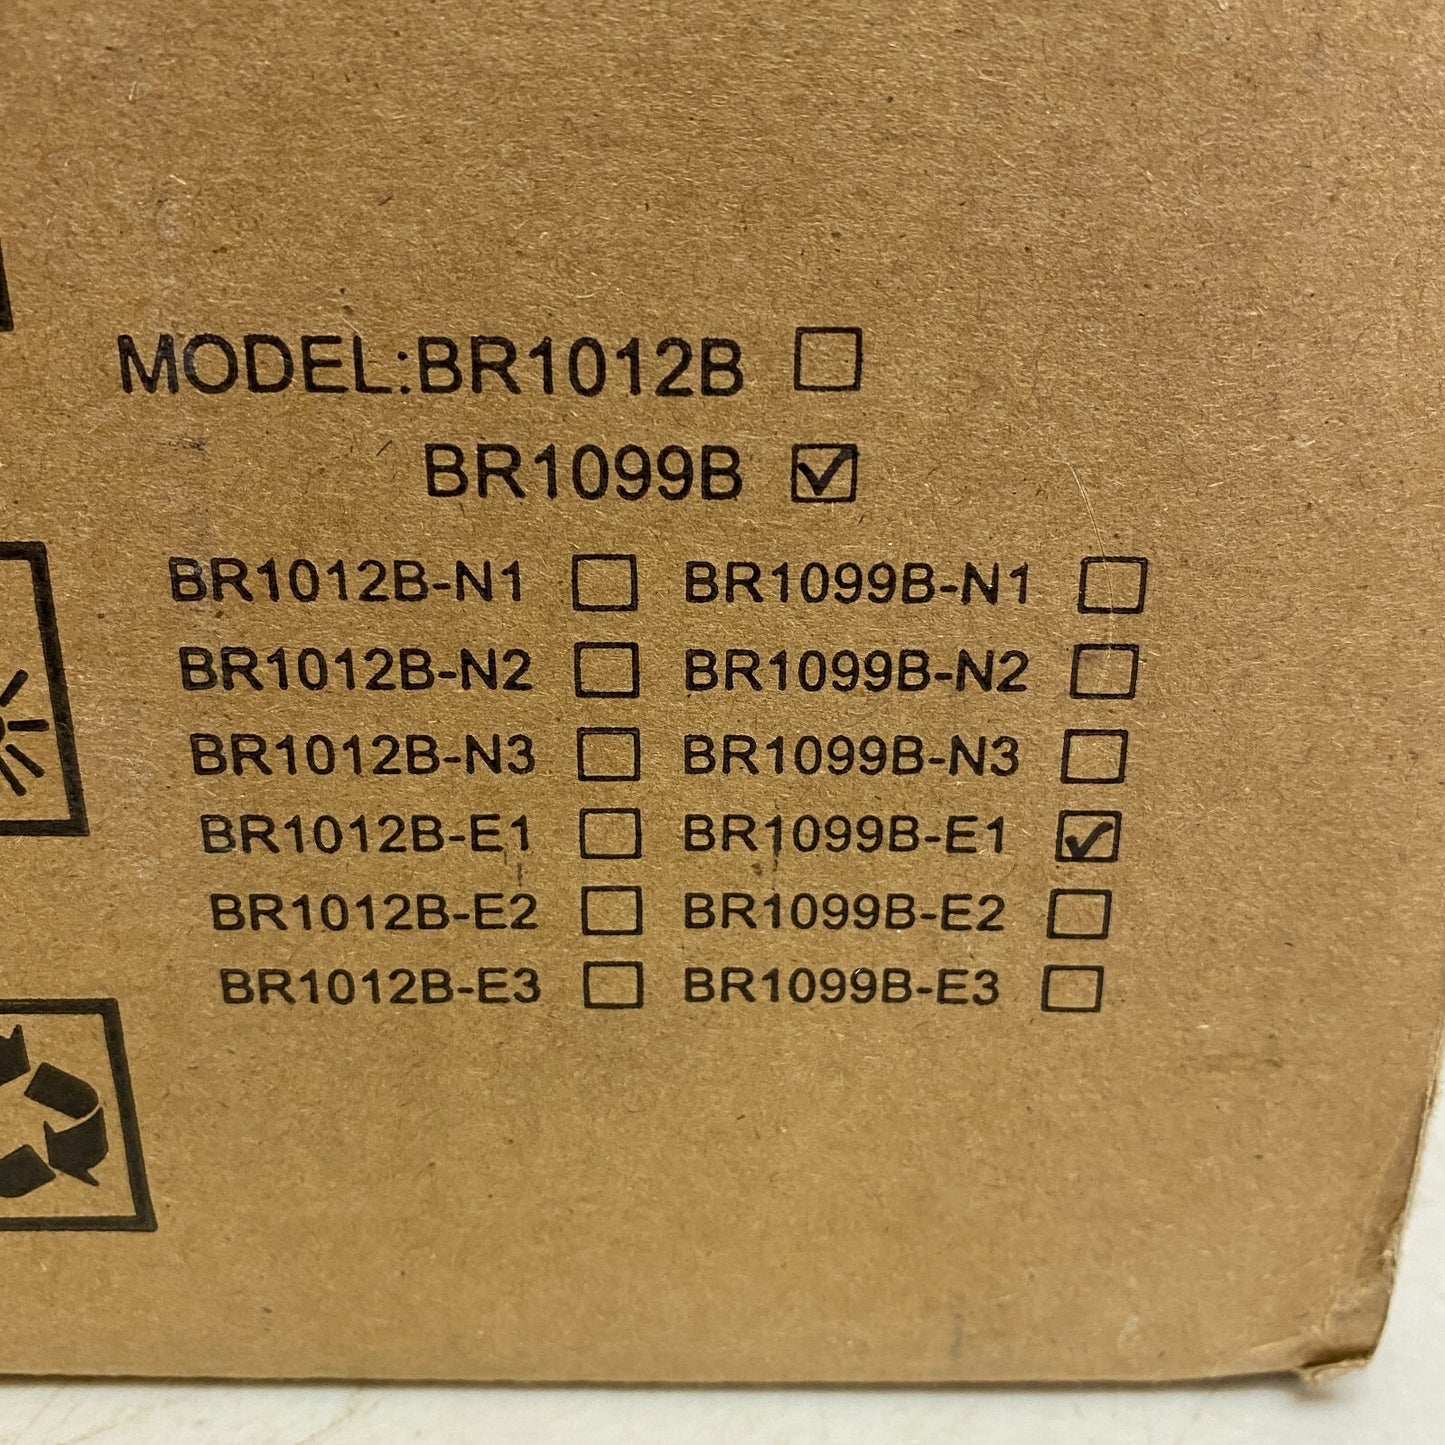 MODEL:BR1012B ☐
BR1099B ☑
BR1012B-N1 ☐ BR1099B-N1 ☐
BR1012B-N2 ☐ BR1099B-N2 ☐
BR1012B-N3 ☐ BR1099B-N3 ☐
BR1012B-E1 ☐ BR1099B-E1 ☑
BR1012B-E2 ☐ BR1099B-E2 ☐
BR1012B-E3 ☐ BR1099B-E3 ☐